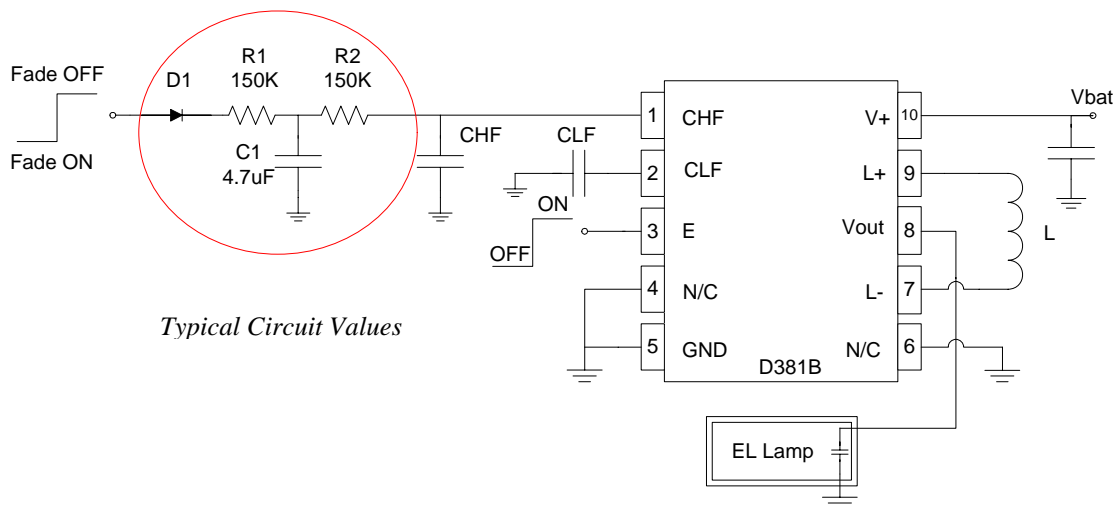 Fade OFF
Fade ON
D1
R1
150K
R2
150K
C1
4.7uF
CHF
CLF
ON
OFF
Typical Circuit Values
1
CHF
2
CLF
3
E
4
N/C
5
GND
V+
10
L+
9
Vout
8
L-
7
N/C
6
D381B
Vbat
L
EL Lamp